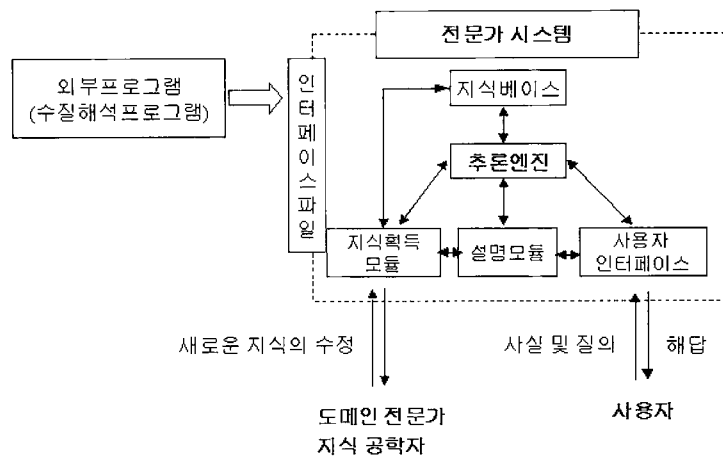 전문가 시스템
외부프로그램
(수질해석프로그램)
인터페이스파일
지식베이스
추론엔진
지식획득
모듈
설명모듈
사용자
인터페이스
새로운 지식의 수정
사실 및 질의
해답
도메인 전문가
지식 공학자
사용자